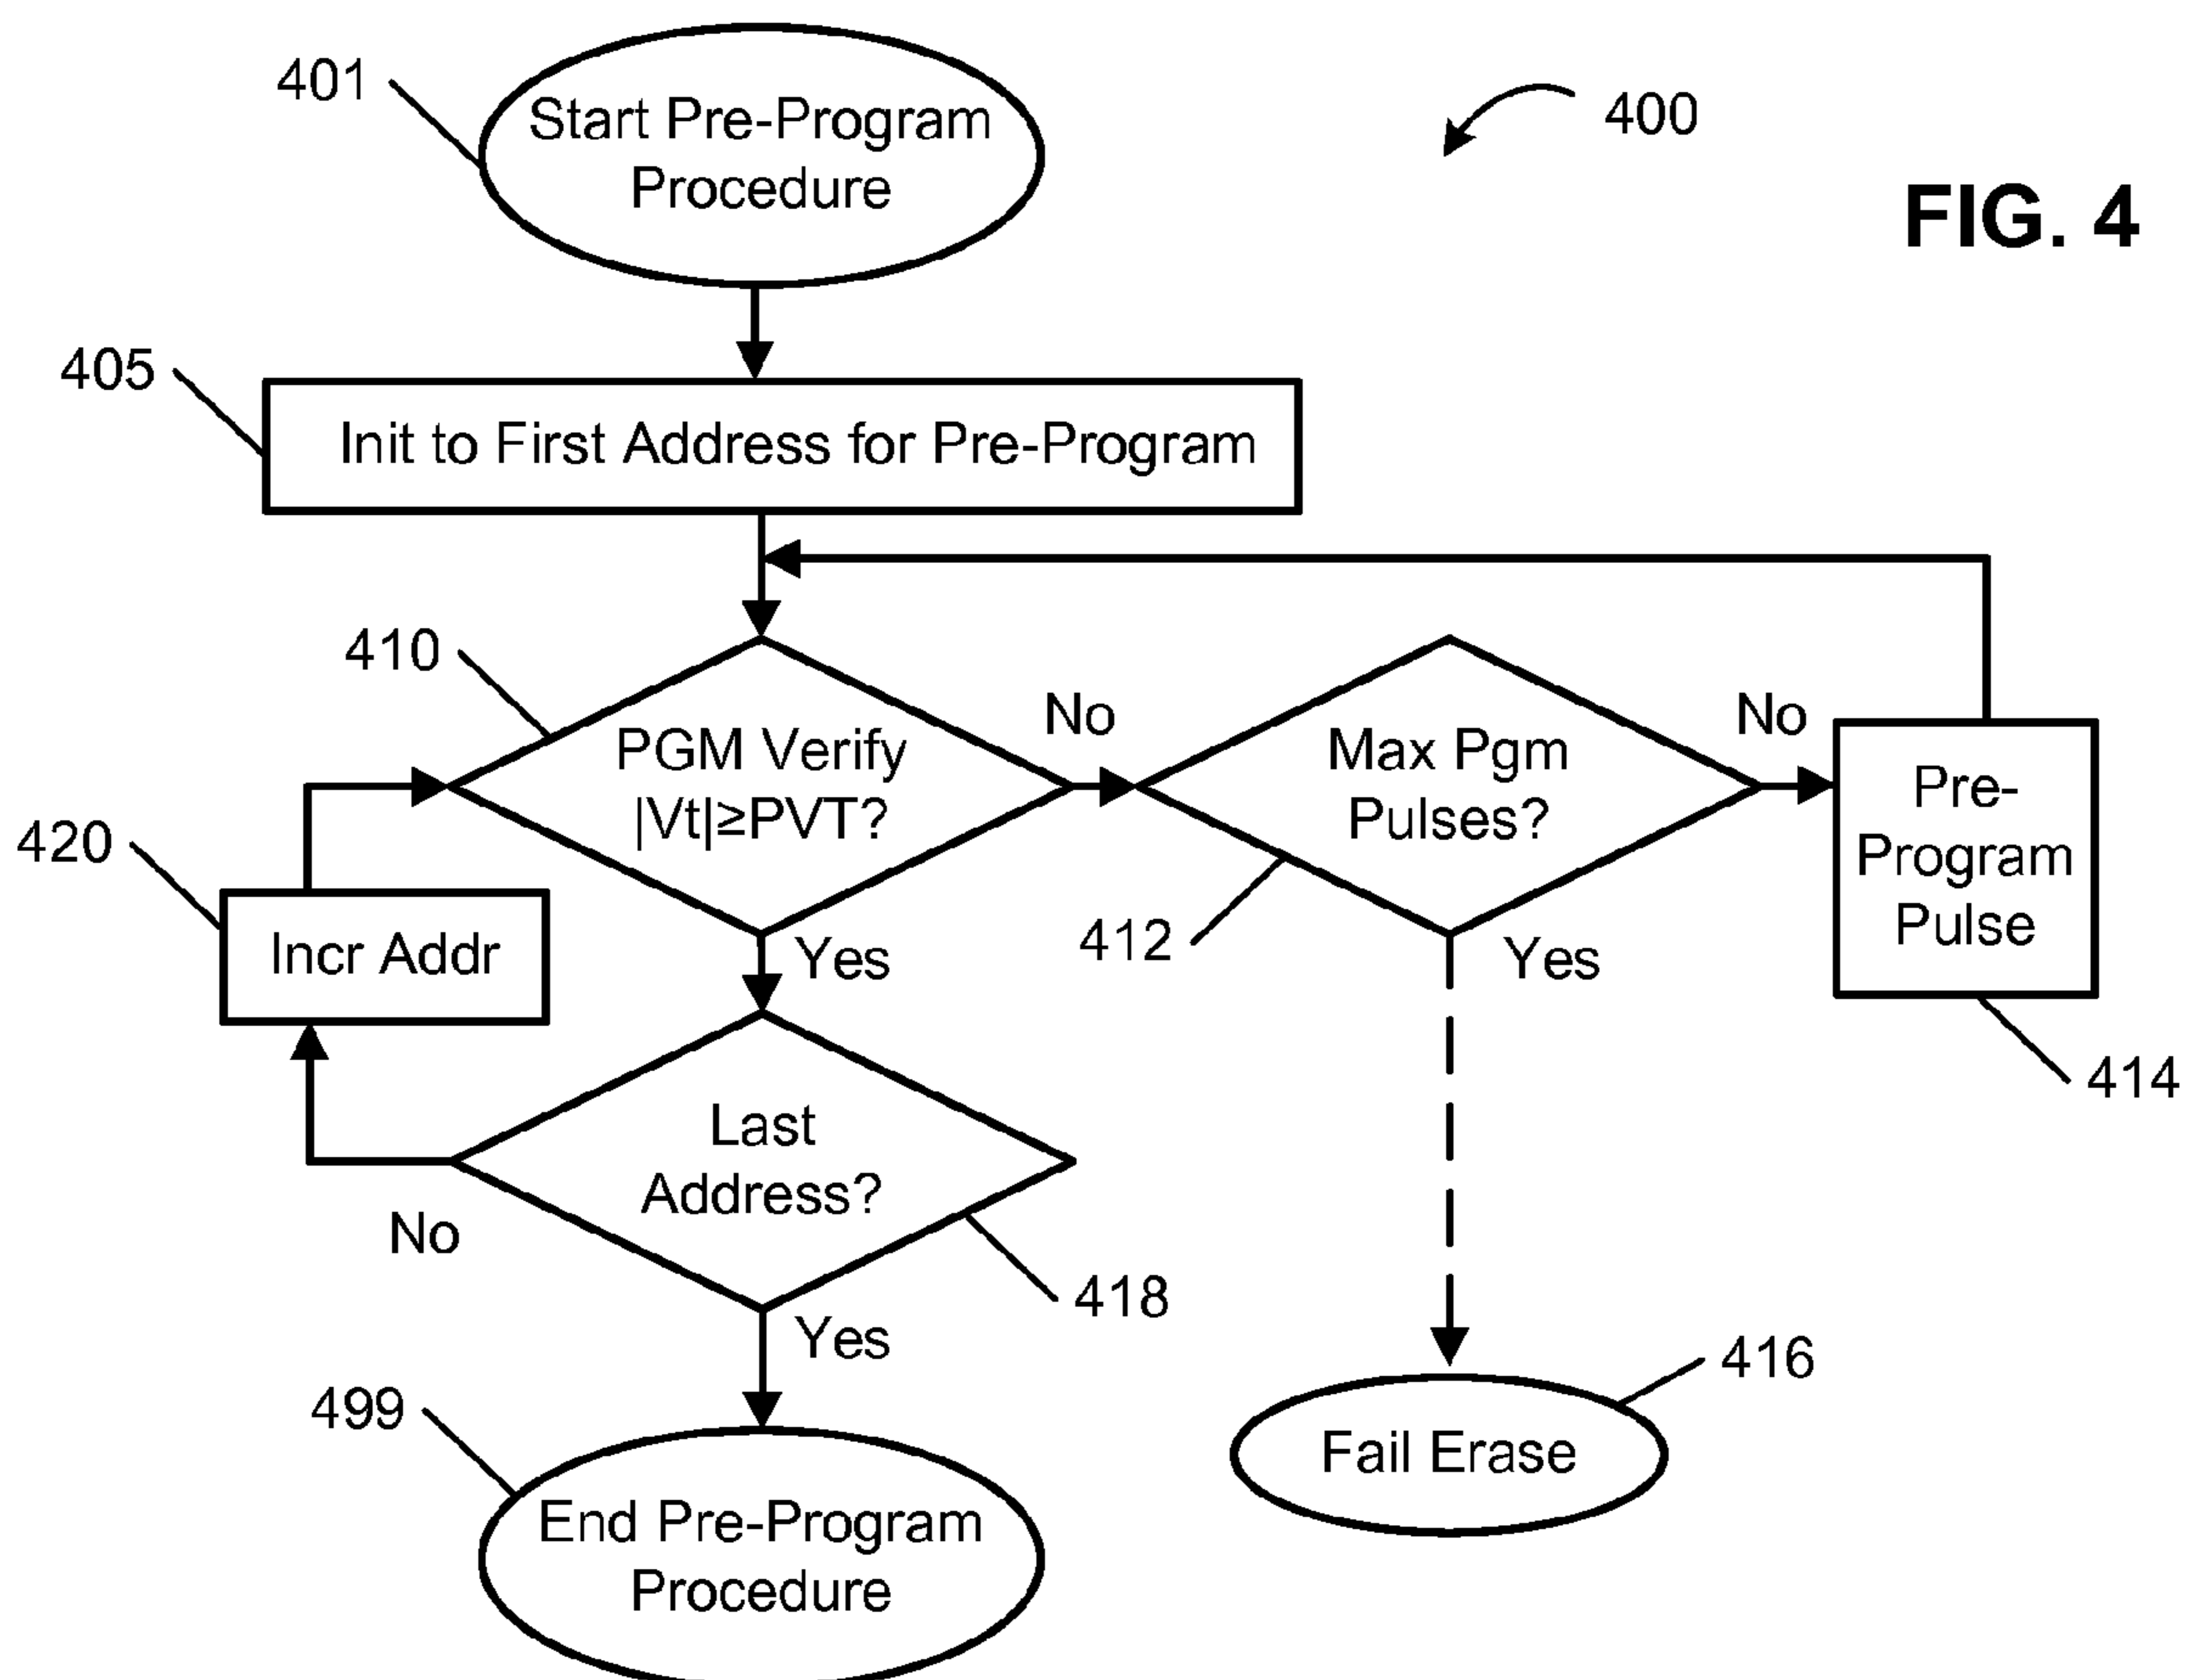 401
Start Pre-Program
Procedure
400
FIG. 4
405
Init to First Address for Pre-Program
410
PGM Verify
|Vt|≥PVT?
No
Max Pgm
Pulses?
No
Pre-
Program
Pulse
420
Incr Addr
Yes
412
Yes
414
Last
Address?
No
418
Yes
416
Fail Erase
499
End Pre-Program
Procedure